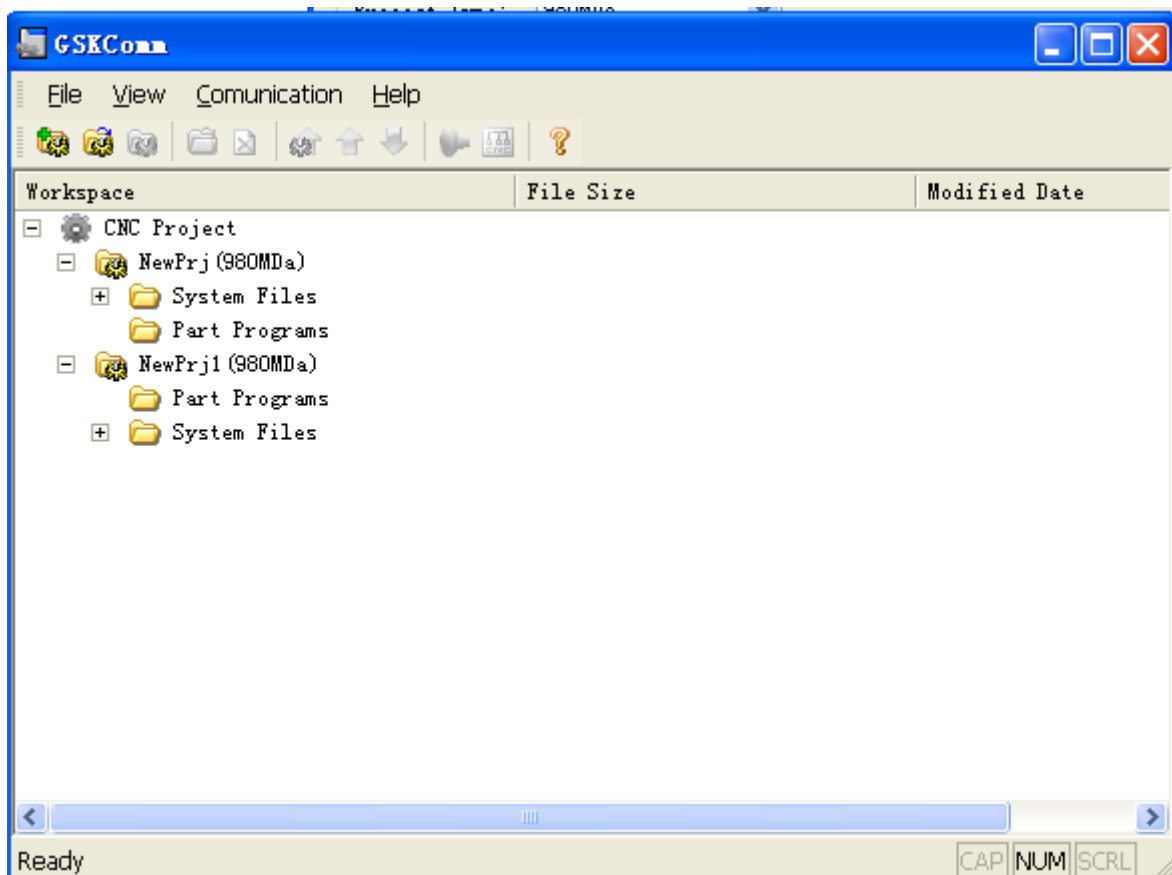 GSKComm
File View Comunication Help
Workspace File Size Modified Date
CNC Project
NewPrj(980MDa)
System Files
Part Programs
NewPrj1(980MDa)
Part Programs
System Files
Ready CAP NUM SCRL